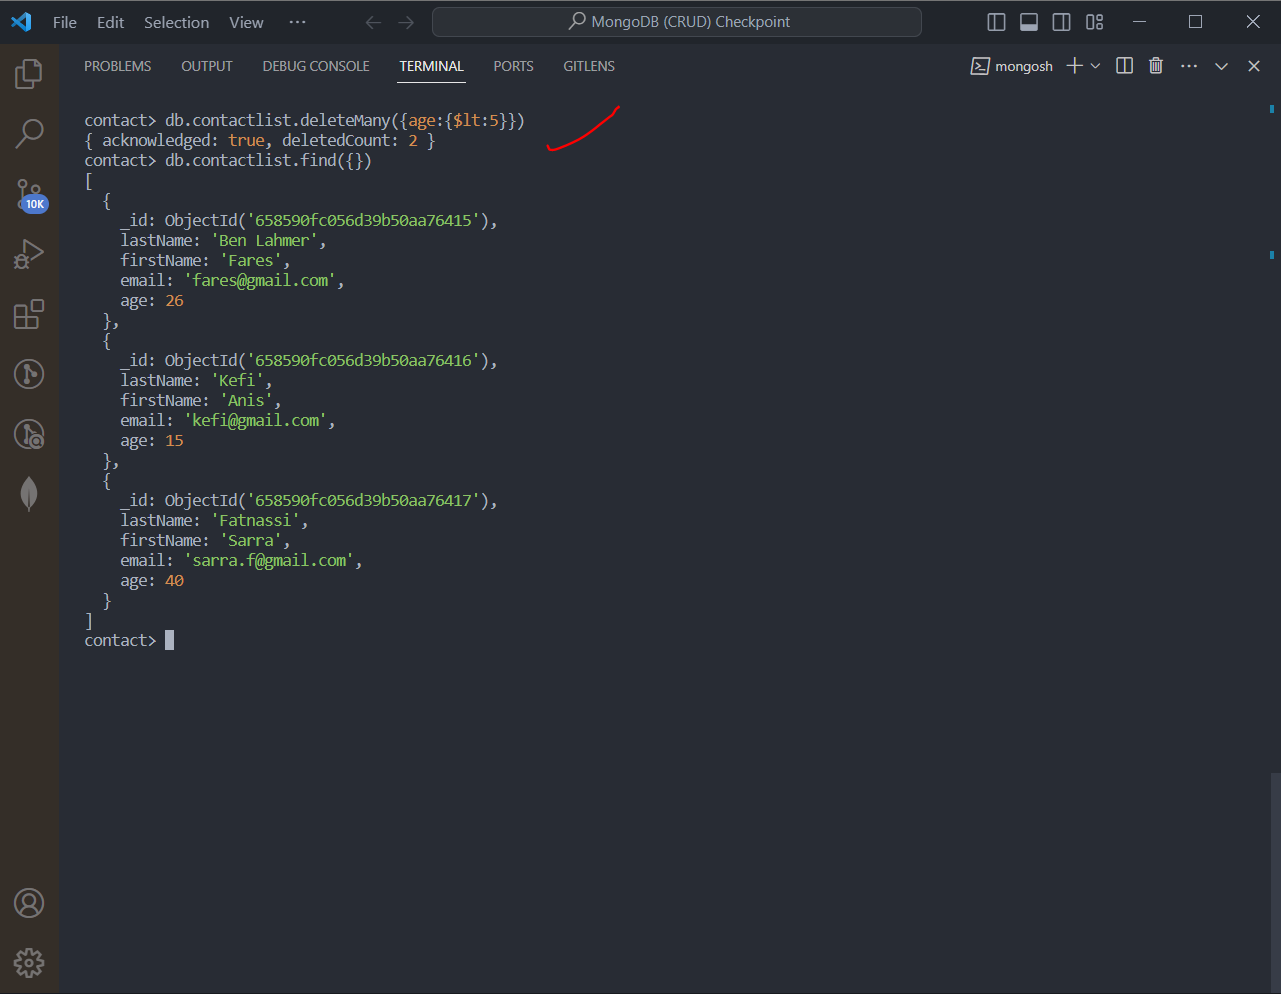 File Edit Selection View ··· MongoDB (CRUD) Checkpoint
PROBLEMS OUTPUT DEBUG CONSOLE TERMINAL PORTS GITLENS mongosh
10K
contact> db.contactlist.deleteMany({age:{$lt:5}})
{ acknowledged: true, deletedCount: 2 }
contact> db.contactlist.find({})
[
  {
    _id: ObjectId('658590fc056d39b50aa76415'),
    lastName: 'Ben Lahmer',
    firstName: 'Fares',
    email: 'fares@gmail.com',
    age: 26
  },
  {
    _id: ObjectId('658590fc056d39b50aa76416'),
    lastName: 'Kefi',
    firstName: 'Anis',
    email: 'kefi@gmail.com',
    age: 15
  },
  {
    _id: ObjectId('658590fc056d39b50aa76417'),
    lastName: 'Fatnassi',
    firstName: 'Sarra',
    email: 'sarra.f@gmail.com',
    age: 40
  }
]
contact>